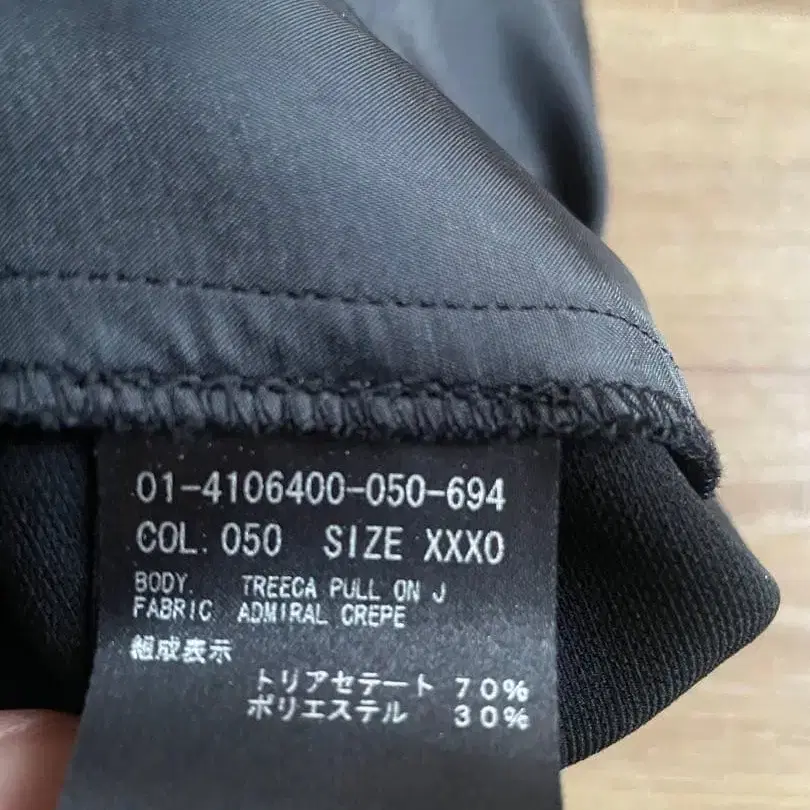 01-4106400-050-694
COL. 050 SIZE XXX0
BODY. TREECA PULL ON J
FABRIC ADMIRAL CREPE
組成表示
トリアセテート 70%
ポリエステル 30%